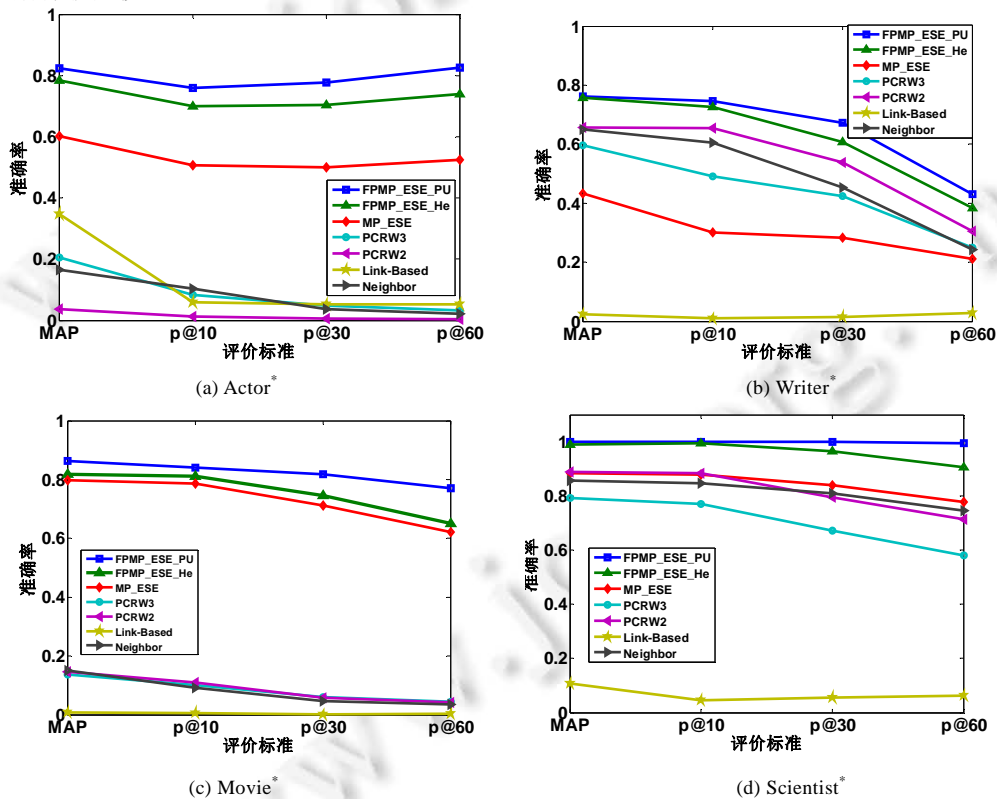 1
0.8
0.6
0.4
0.2
0
准确率
FPMP_ESE_PU
FPMP_ESE_He
MP_ESE
PCRW3
PCRW2
Link-Based
Neighbor
MAP p@10 p@30 p@60
评价标准
(a) Actor*
1
0.8
0.6
0.4
0.2
0
准确率
FPMP_ESE_PU
FPMP_ESE_He
MP_ESE
PCRW3
PCRW2
Link-Based
Neighbor
MAP p@10 p@30 p@60
评价标准
(b) Writer*
1
0.8
0.6
0.4
0.2
0
准确率
FPMP_ESE_PU
FPMP_ESE_He
MP_ESE
PCRW3
PCRW2
Link-Based
Neighbor
MAP p@10 p@30 p@60
评价标准
(c) Movie*
1
0.8
0.6
0.4
0.2
0
准确率
FPMP_ESE_PU
FPMP_ESE_He
MP_ESE
PCRW3
PCRW2
Link-Based
Neighbor
MAP p@10 p@30 p@60
评价标准
(d) Scientist*